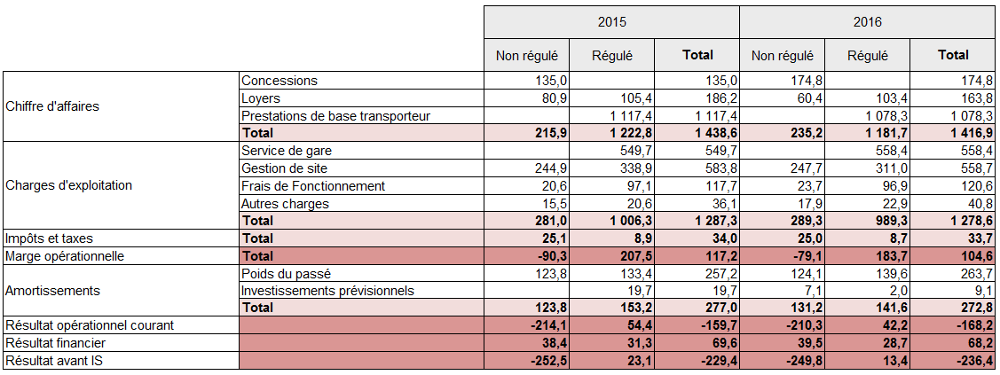 2015 2016
Non régulé Régulé Total Non régulé Régulé Total
Chiffre d'affaires
Concessions 135,0 135,0 174,8 174,8
Loyers 80,9 105,4 186,2 60,4 103,4 163,8
Prestations de base transporteur 1 117,4 1 117,4 1 078,3 1 078,3
Total 215,9 1 222,8 1 438,6 235,2 1 181,7 1 416,9
Charges d'exploitation
Service de gare 549,7 549,7 558,4 558,4
Gestion de site 244,9 338,9 583,8 247,7 311,0 558,7
Frais de Fonctionnement 20,6 97,1 117,7 23,7 96,9 120,6
Autres charges 15,5 20,6 36,1 17,9 22,9 40,8
Total 281,0 1 006,3 1 287,3 289,3 989,3 1 278,6
Impôts et taxes Total 25,1 8,9 34,0 25,0 8,7 33,7
Marge opérationnelle Total -90,3 207,5 117,2 -79,1 183,7 104,6
Amortissements
Poids du passé 123,8 133,4 257,2 124,1 139,6 263,7
Investissements prévisionnels 19,7 19,7 7,1 2,0 9,1
Total 123,8 153,2 277,0 131,2 141,6 272,8
Résultat opérationnel courant -214,1 54,4 -159,7 -210,3 42,2 -168,2
Résultat financier 38,4 31,3 69,6 39,5 28,7 68,2
Résultat avant IS -252,5 23,1 -229,4 -249,8 13,4 -236,4